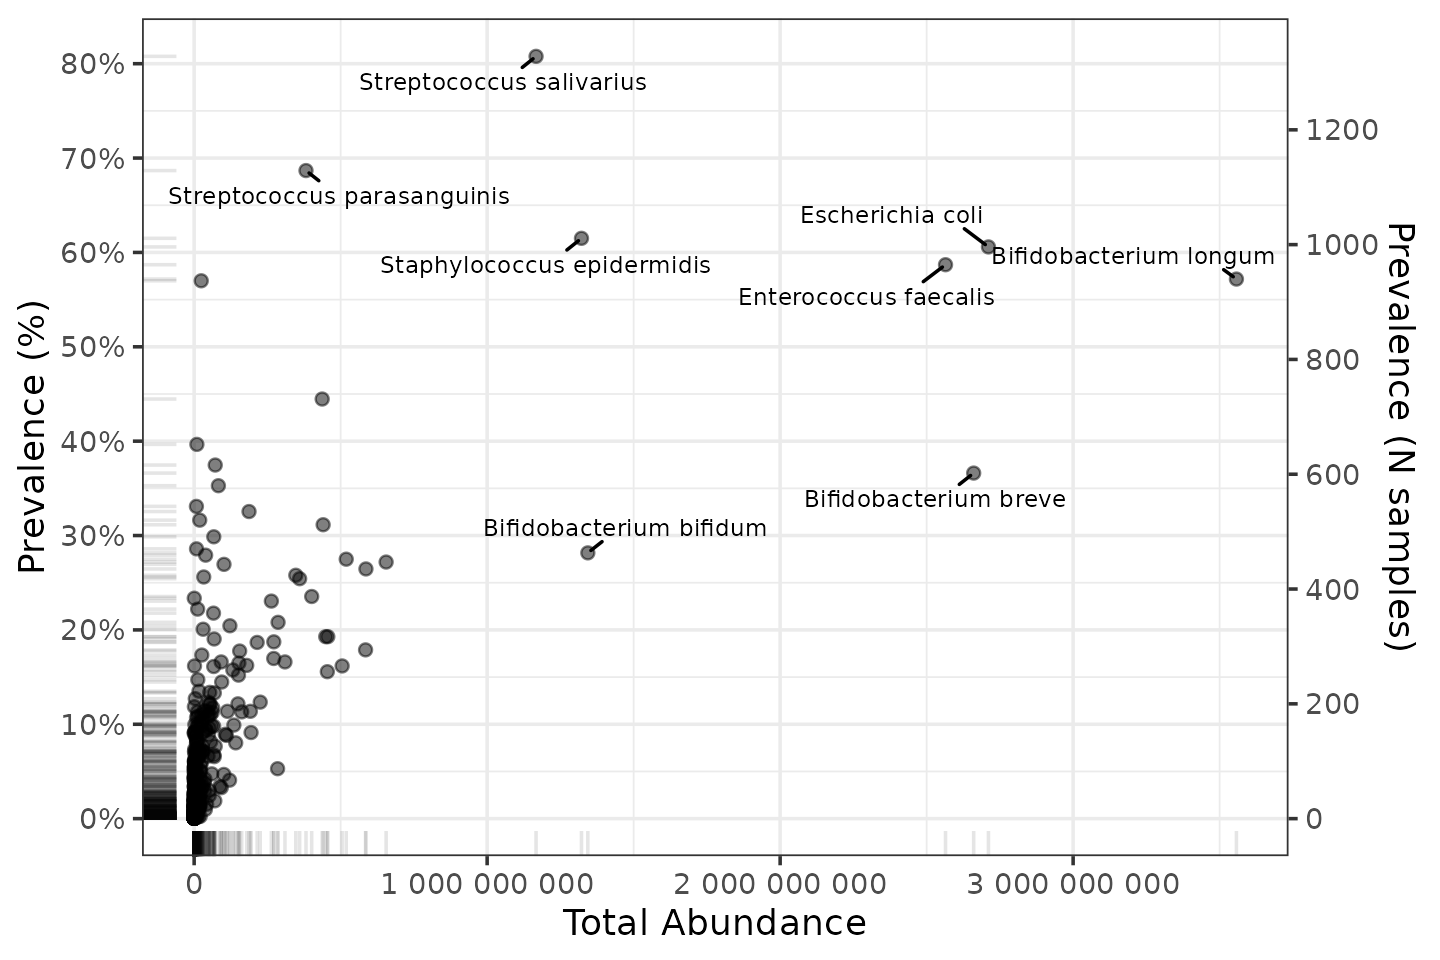 80%
70%
60%
50%
40%
30%
20%
10%
0%
Prevalence (%)
Streptococcus salivarius
Streptococcus parasanguinis
Escherichia coli
Bifidobacterium longum
Staphylococcus epidermidis
Enterococcus faecalis
Bifidobacterium breve
Bifidobacterium bifidum
1200
1000
800
600
400
200
0
Prevalence (N samples)
0
1 000 000 000
2 000 000 000
3 000 000 000
Total Abundance